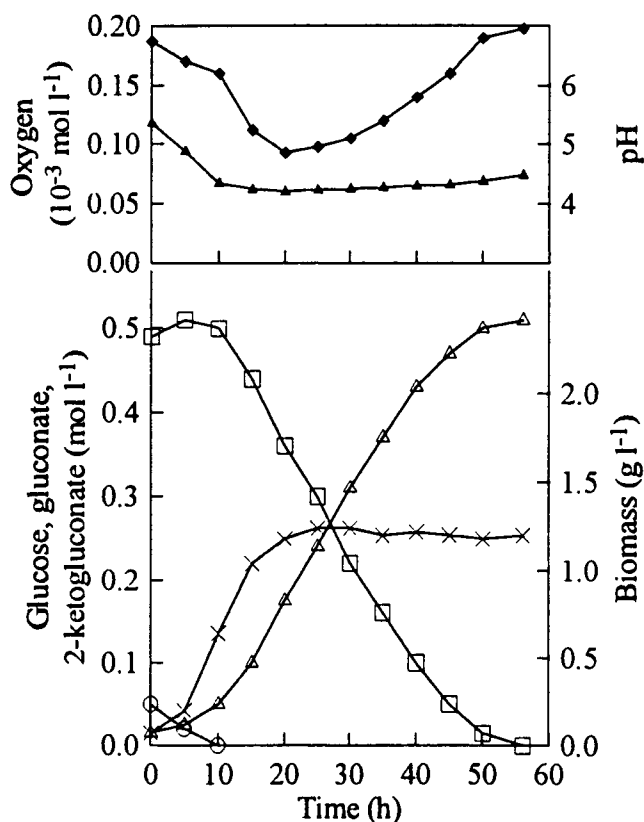 Oxygen
(10⁻³ mol l⁻¹)
0.20
0.15
0.10
0.05
0.00
6
5
4
pH
Glucose, gluconate,
2-ketogluconate (mol l⁻¹)
0.5
0.4
0.3
0.2
0.1
0.0
2.0
1.5
1.0
0.5
0.0
Biomass (g l⁻¹)
0 10 20 30 40 50 60
Time (h)